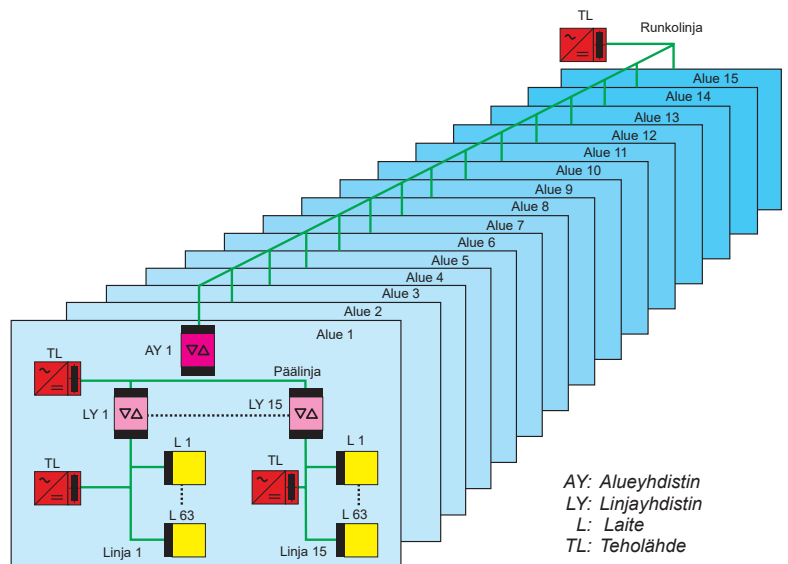 TL
Runkolinja
Alue 15
Alue 14
Alue 13
Alue 12
Alue 11
Alue 10
Alue 9
Alue 8
Alue 7
Alue 6
Alue 5
Alue 4
Alue 3
Alue 2
Alue 1
AY 1
TL
Päälinja
LY 1
LY 15
L 1
L 1
TL
TL
L 63
L 63
Linja 1
Linja 15
AY: Alueyhdistin
LY: Linjayhdistin
L: Laite
TL: Teholähde